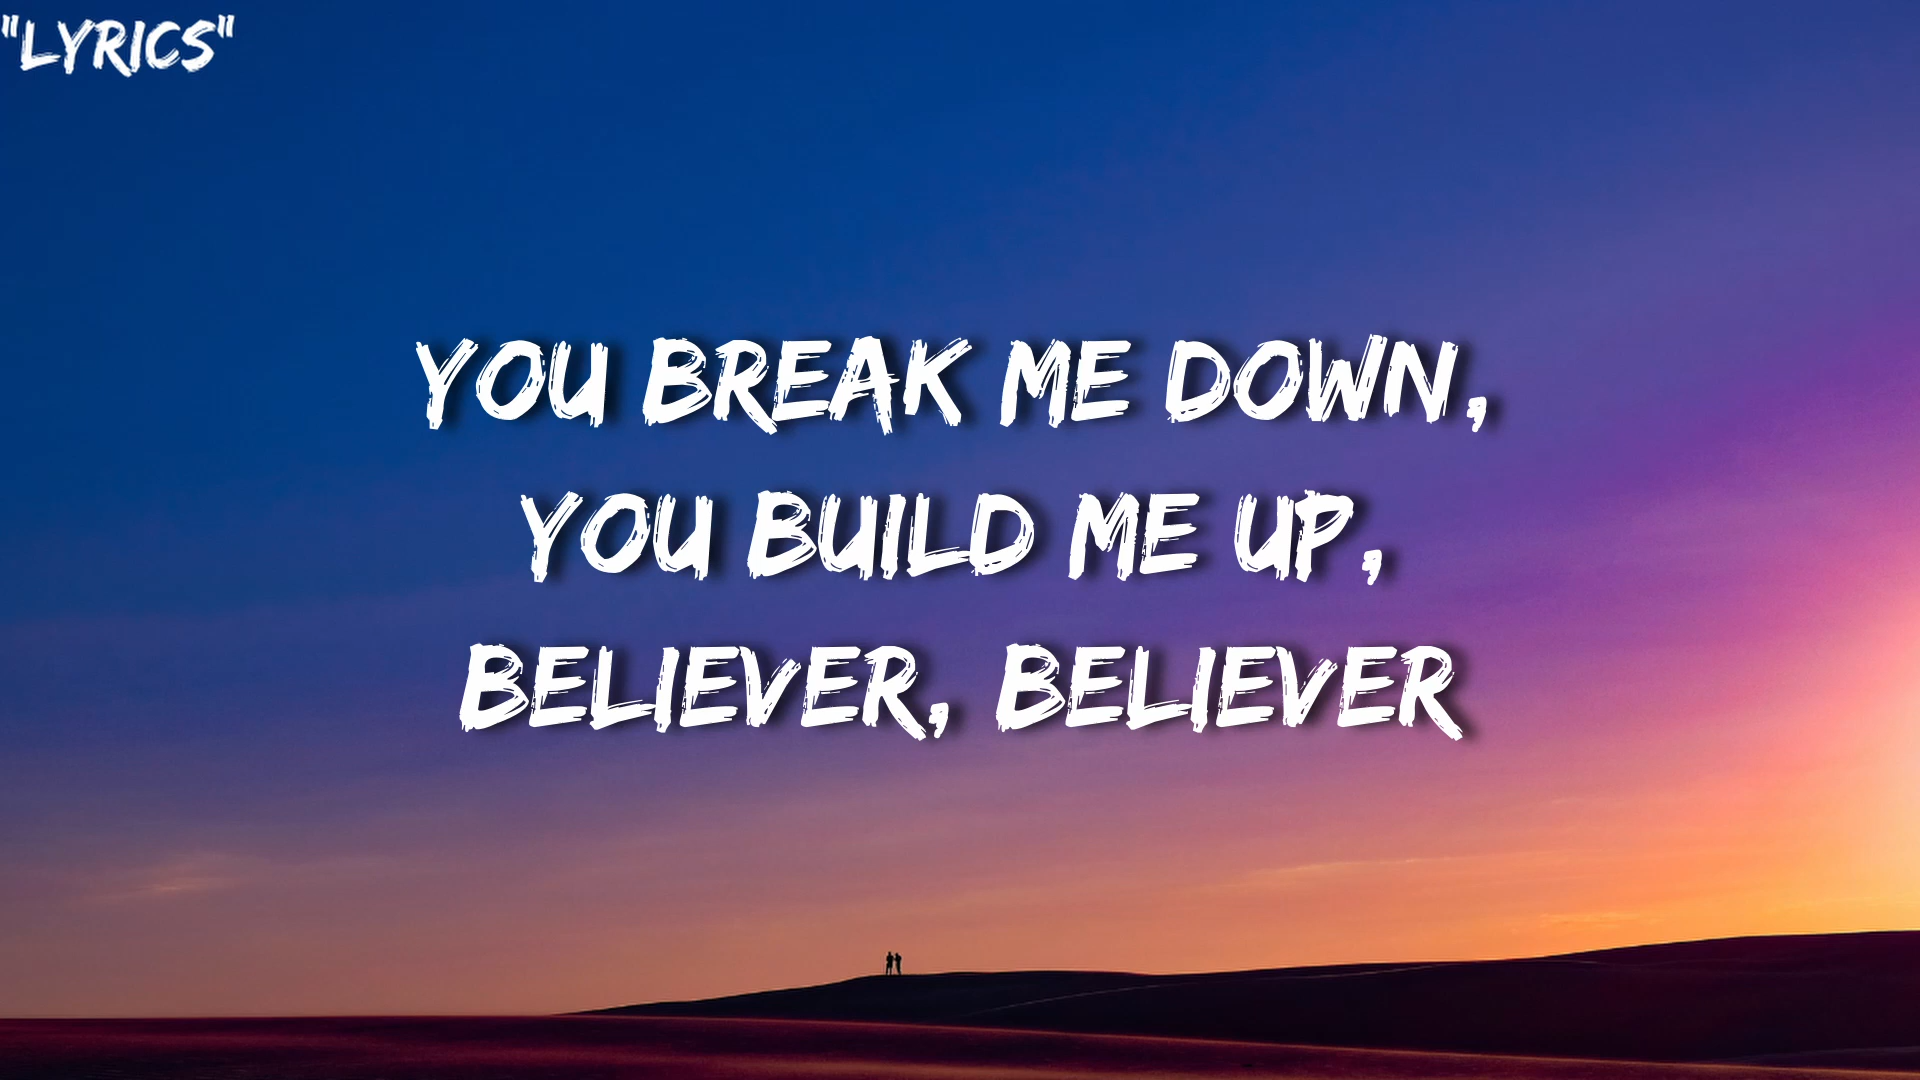 "LYRICS"
YOU BREAK ME DOWN,
YOU BUILD ME UP,
BELIEVER, BELIEVER